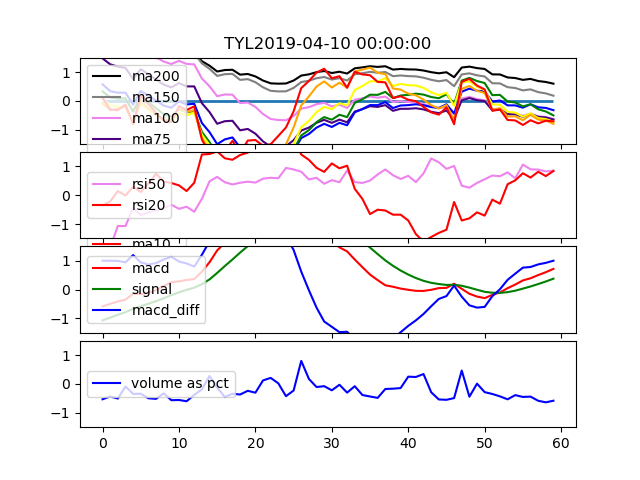 TYL2019-04-10 00:00:00
1
0
−1
ma200
ma150
ma100
ma75
1
0
−1
rsi50
rsi20
ma10
1
0
−1
macd
signal
macd_diff
1
0
−1
volume as pct
0 10 20 30 40 50 60